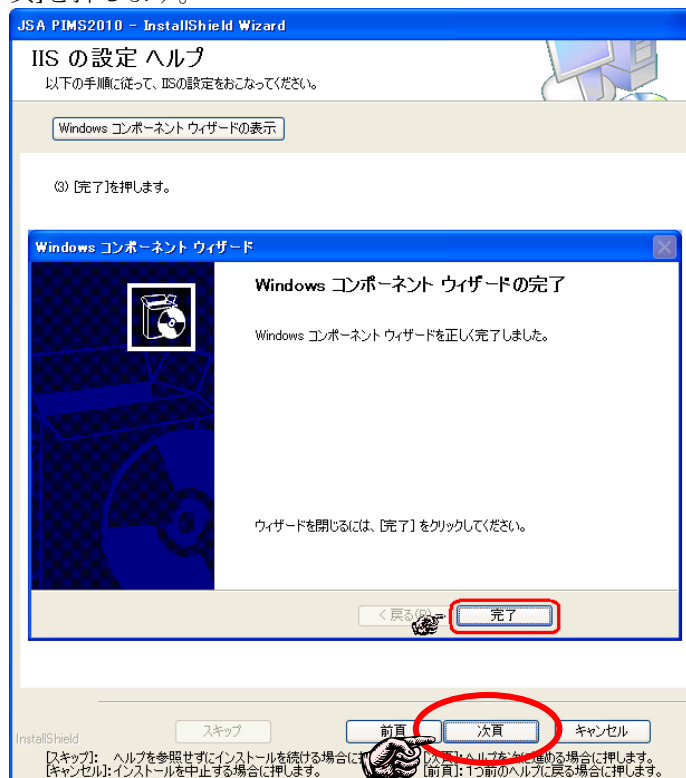 頁]を押します。
JSA PIMS2010 - InstallShield Wizard
IIS の設定 ヘルプ
以下の手順に従って、IISの設定をおこなってください。
Windows コンポーネント ウィザードの表示
(3) [完了]を押します。
Windows コンポーネント ウィザード
Windows コンポーネント ウィザードの完了
Windows コンポーネント ウィザードを正しく完了しました。
ウィザードを閉じるには、[完了] をクリックしてください。
< 戻る(B) 完了
InstallShield
スキップ 前頁 次頁 キャンセル
[スキップ]: ヘルプを参照せずにインストールを続ける場合に押 [次頁]:ヘルプを次に進める場合に押します。
[キャンセル]:インストールを中止する場合に押します。 [前頁]:1つ前のヘルプに戻る場合に押します。